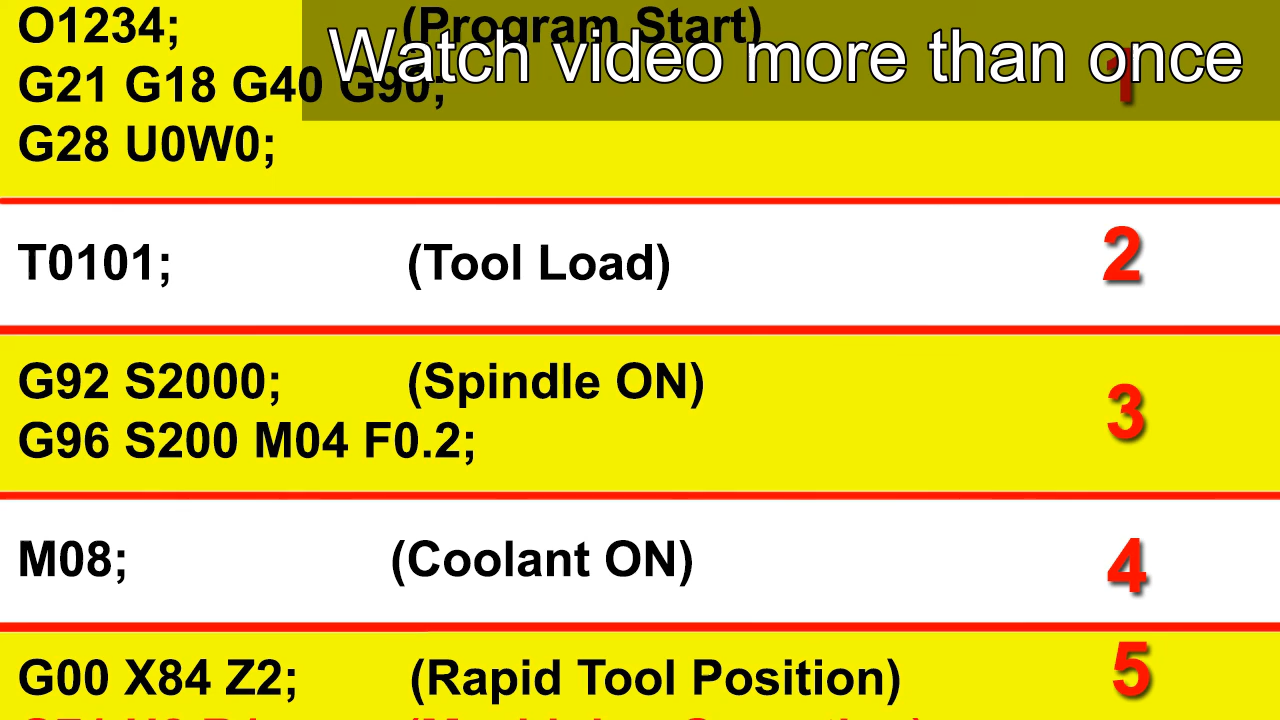 O1234; (Program Start)
Watch video more than once
G21 G18 G40 G90; 1
G28 U0W0;
T0101; (Tool Load) 2
G92 S2000; (Spindle ON)
3
G96 S200 M04 F0.2;
M08; (Coolant ON) 4
G00 X84 Z2; (Rapid Tool Position) 5